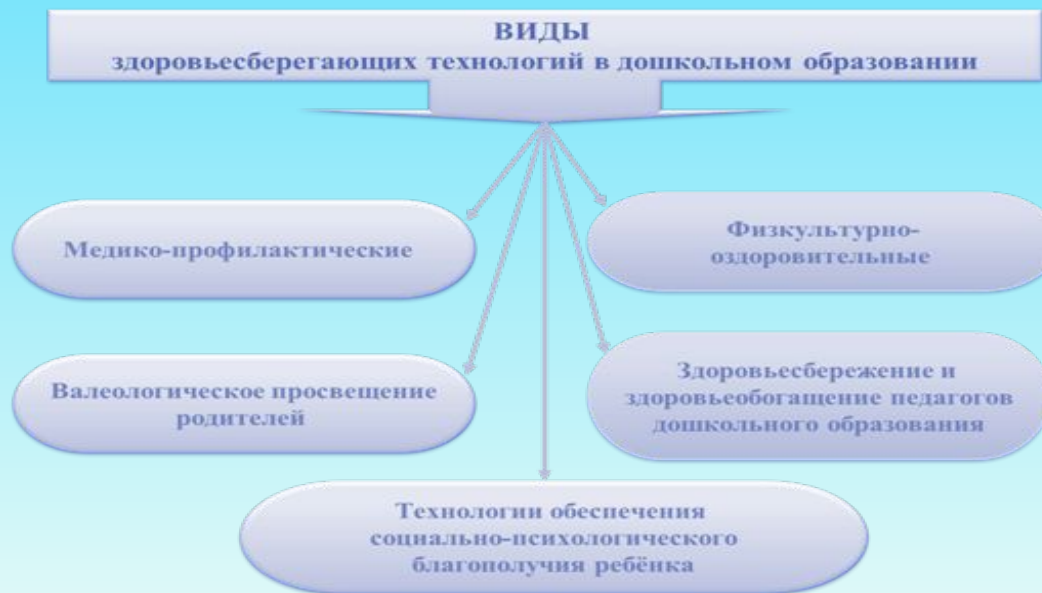 ВИДЫ
здоровьесберегающих технологий в дошкольном образовании
Медико-профилактические
Физкультурно-
оздоровительные
Валеологическое просвещение
родителей
Здоровьесбережение и
здоровьеобогащение педагогов
дошкольного образования
Технологии обеспечения
социально-психологического
благополучия ребёнка